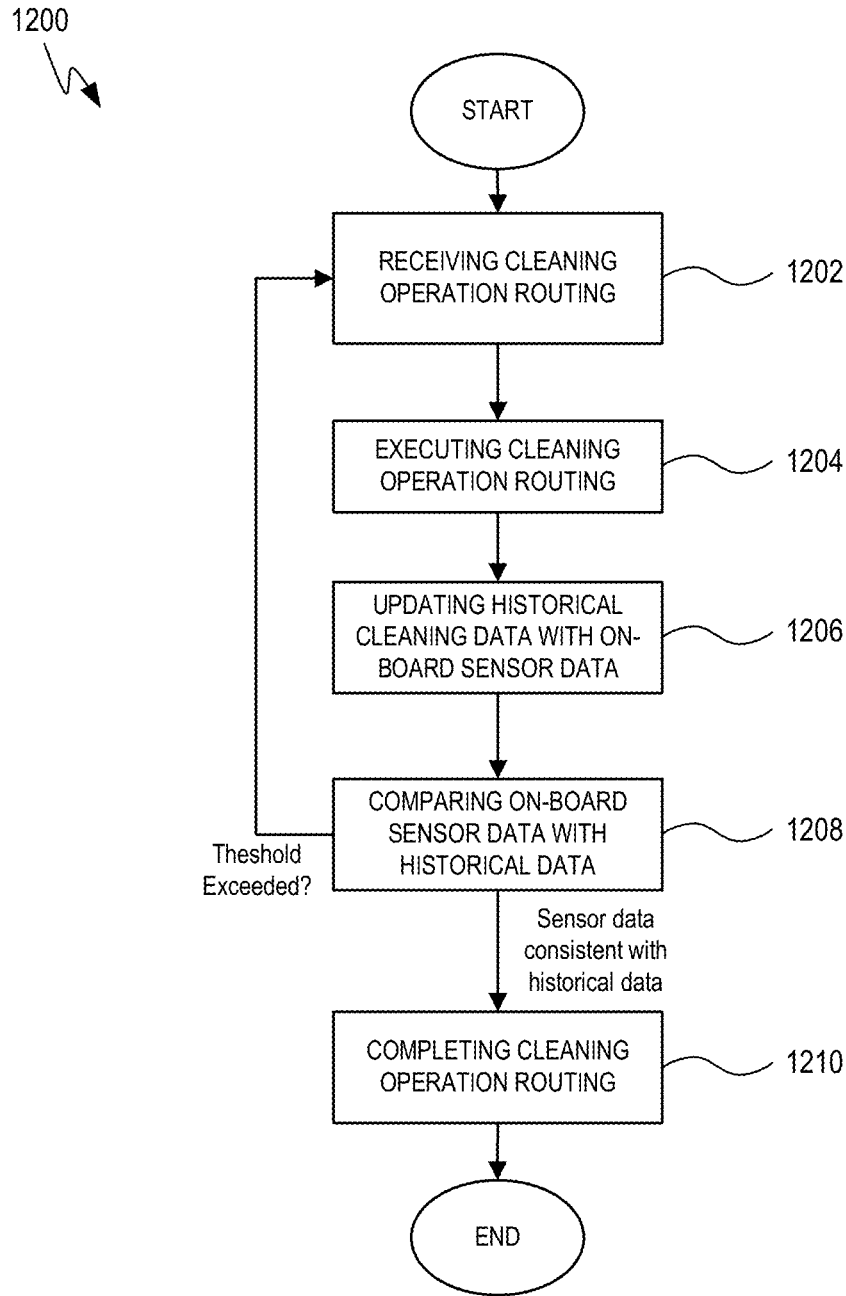 1200
START
RECEIVING CLEANING
OPERATION ROUTING
1202
EXECUTING CLEANING
OPERATION ROUTING
1204
UPDATING HISTORICAL
CLEANING DATA WITH ON-
BOARD SENSOR DATA
1206
COMPARING ON-BOARD
SENSOR DATA WITH
HISTORICAL DATA
1208
Theshold
Exceeded?
Sensor data
consistent with
historical data
COMPLETING CLEANING
OPERATION ROUTING
1210
END